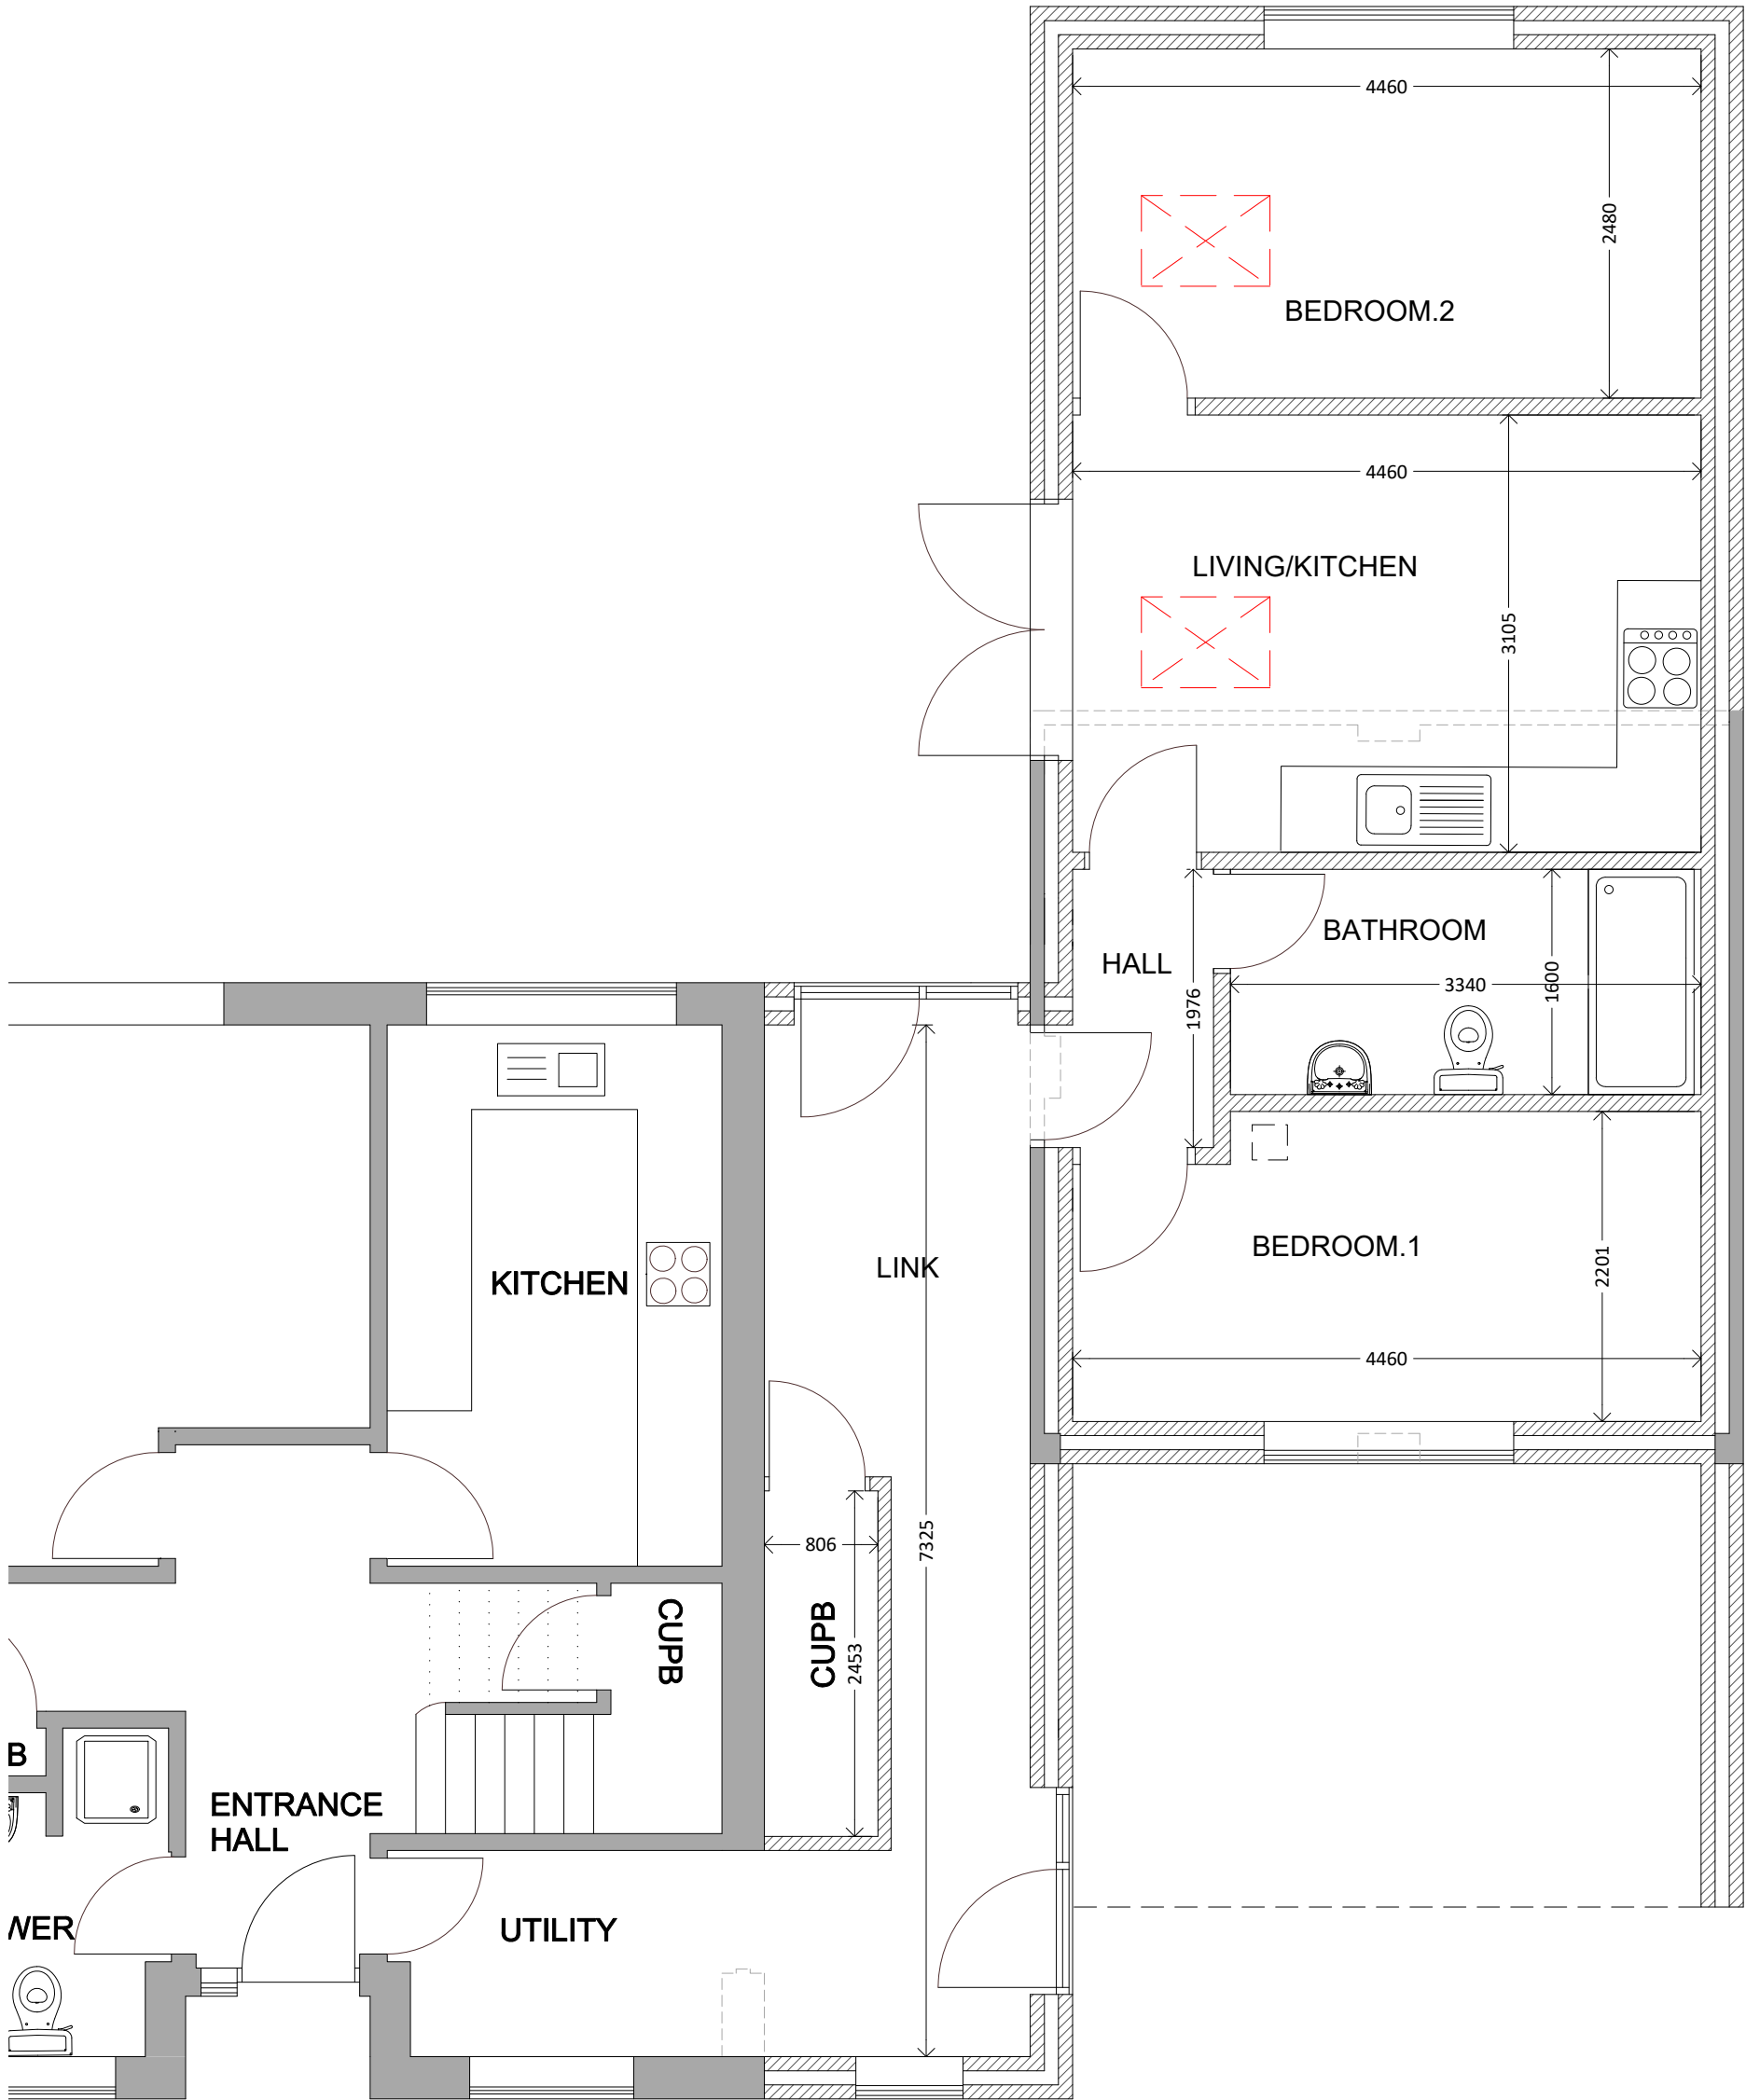 4460
2480
BEDROOM.2
4460
LIVING/KITCHEN
3105
BATHROOM
HALL
3340
1600
1976
BEDROOM.1
2201
4460
LINK
KITCHEN
7325
806
CUPB
CUPB
2453
B
ENTRANCE
HALL
WER
UTILITY